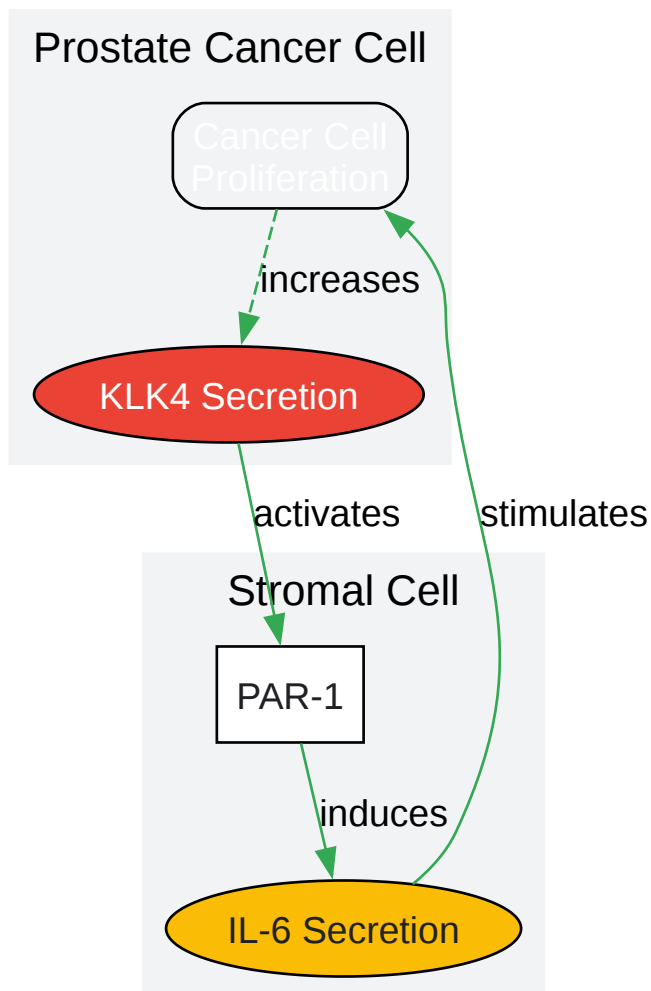 Prostate Cancer Cell
Cancer Cell
Proliferation
increases
KLK4 Secretion
activates
stimulates
Stromal Cell
PAR-1
induces
IL-6 Secretion